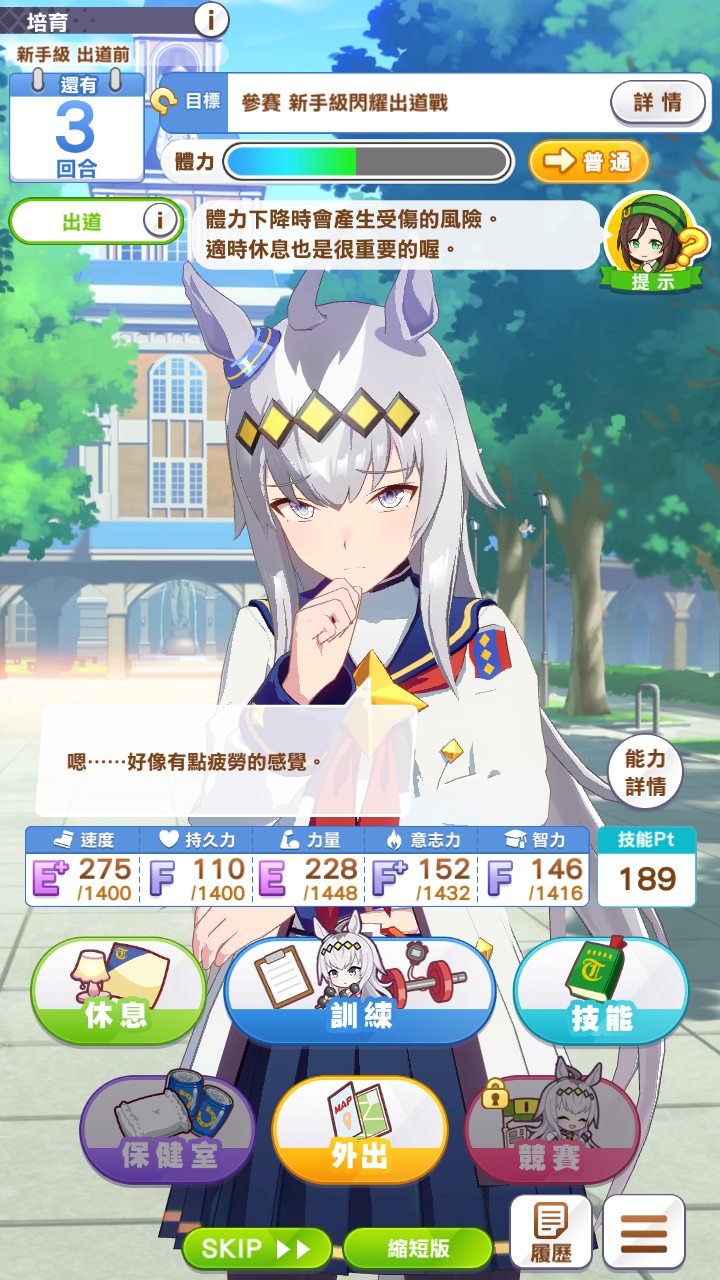 培育
i
新手級 出道前
還有
3
回合
目標
參賽 新手級閃耀出道戰
詳情
體力
普通
出道
i
體力下降時會產生受傷的風險。
適時休息也是很重要的喔。
提示
嗯……好像有點疲勞的感覺。
能力
詳情
速度 持久力 力量 意志力 智力 技能Pt
E+ 275 /1400
F 110 /1400
E 228 /1448
F+ 152 /1432
F 146 /1416
189
休息
訓練
技能
MAP
保健室
外出
競賽
SKIP
縮短版
履歷